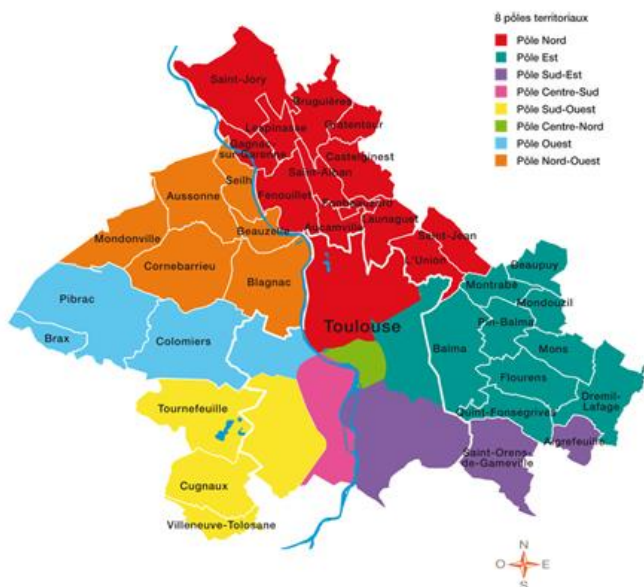 8 pôles territoriaux
Pôle Nord
Pôle Est
Pôle Sud-Est
Pôle Centre-Sud
Pôle Sud-Ouest
Pôle Centre-Nord
Pôle Ouest
Pôle Nord-Ouest
Saint-Jory
Bruguières
Lespinasse
Gratentour
Gagnac-
sur-Garonne
Castelginest
Saint-Alban
Seilh
Fenouillet
Fonbeauzard
Aussonne
Launaguet
Aucamville
Beauzelle
Saint-Jean
Mondonville
L'Union
Beaupuy
Cornebarrieu
Montrabé
Blagnac
Mondouzil
Pibrac
Pin-Balma
Toulouse
Brax
Colomiers
Balma
Mons
Flourens
Drémil-
Lafage
Tournefeuille
Quint-Fonsegrives
Aigrefeuille
Saint-Orens-
de-Gameville
Cugnaux
Villeneuve-Tolosane
N
O
E
S